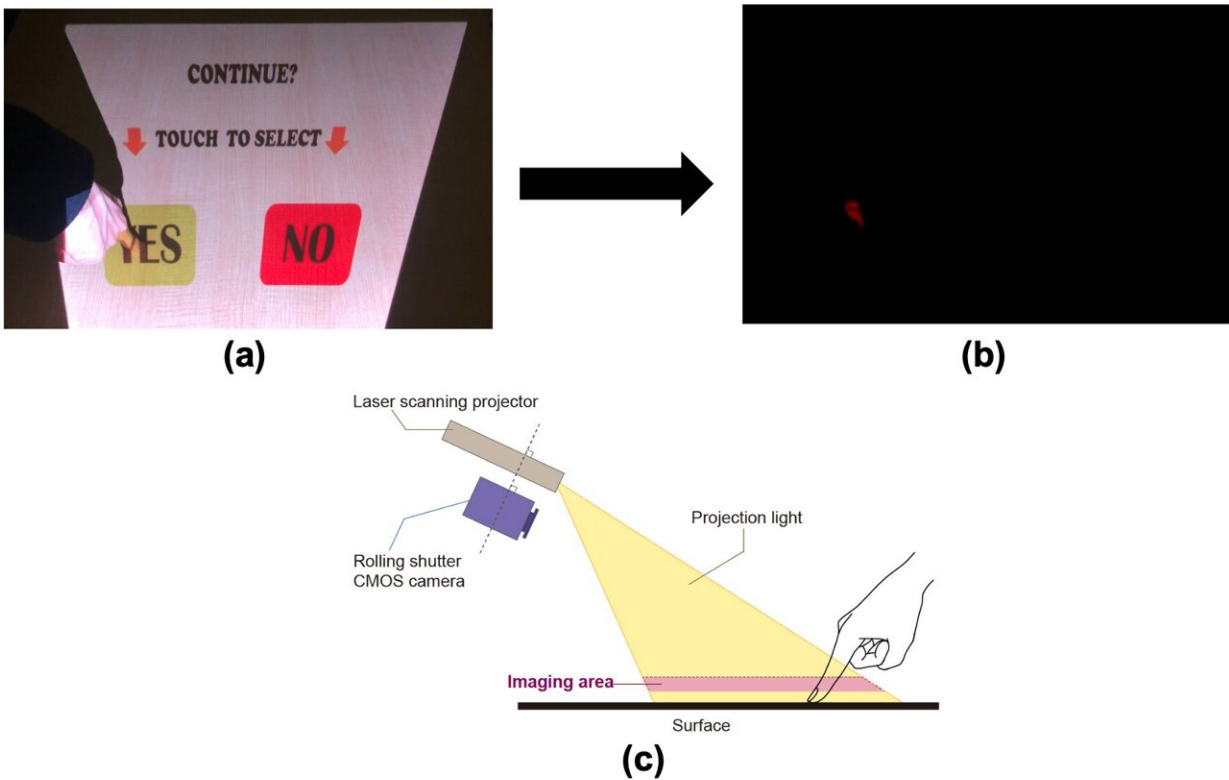 CONTINUE?
TOUCH TO SELECT
YES
NO
(a)
(b)
Laser scanning projector
Projection light
Rolling shutter
CMOS camera
Imaging area
Surface
(c)